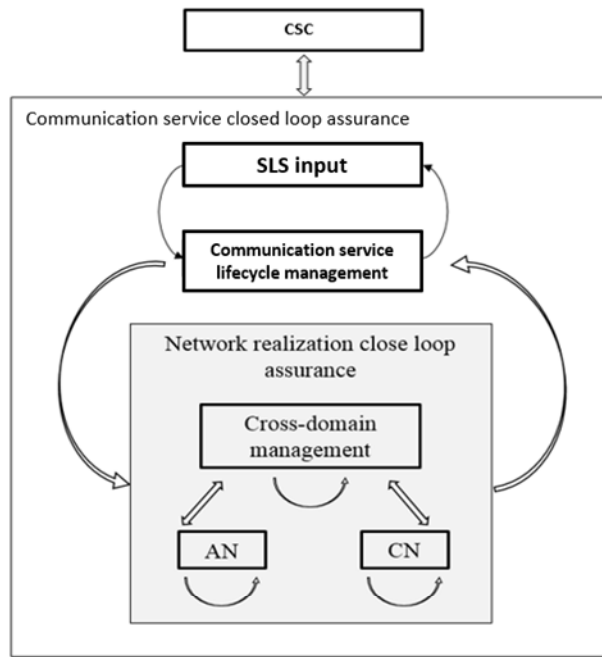 CSC
Communication service closed loop assurance
SLS input
Communication service
lifecycle management
Network realization close loop
assurance
Cross-domain
management
AN
CN